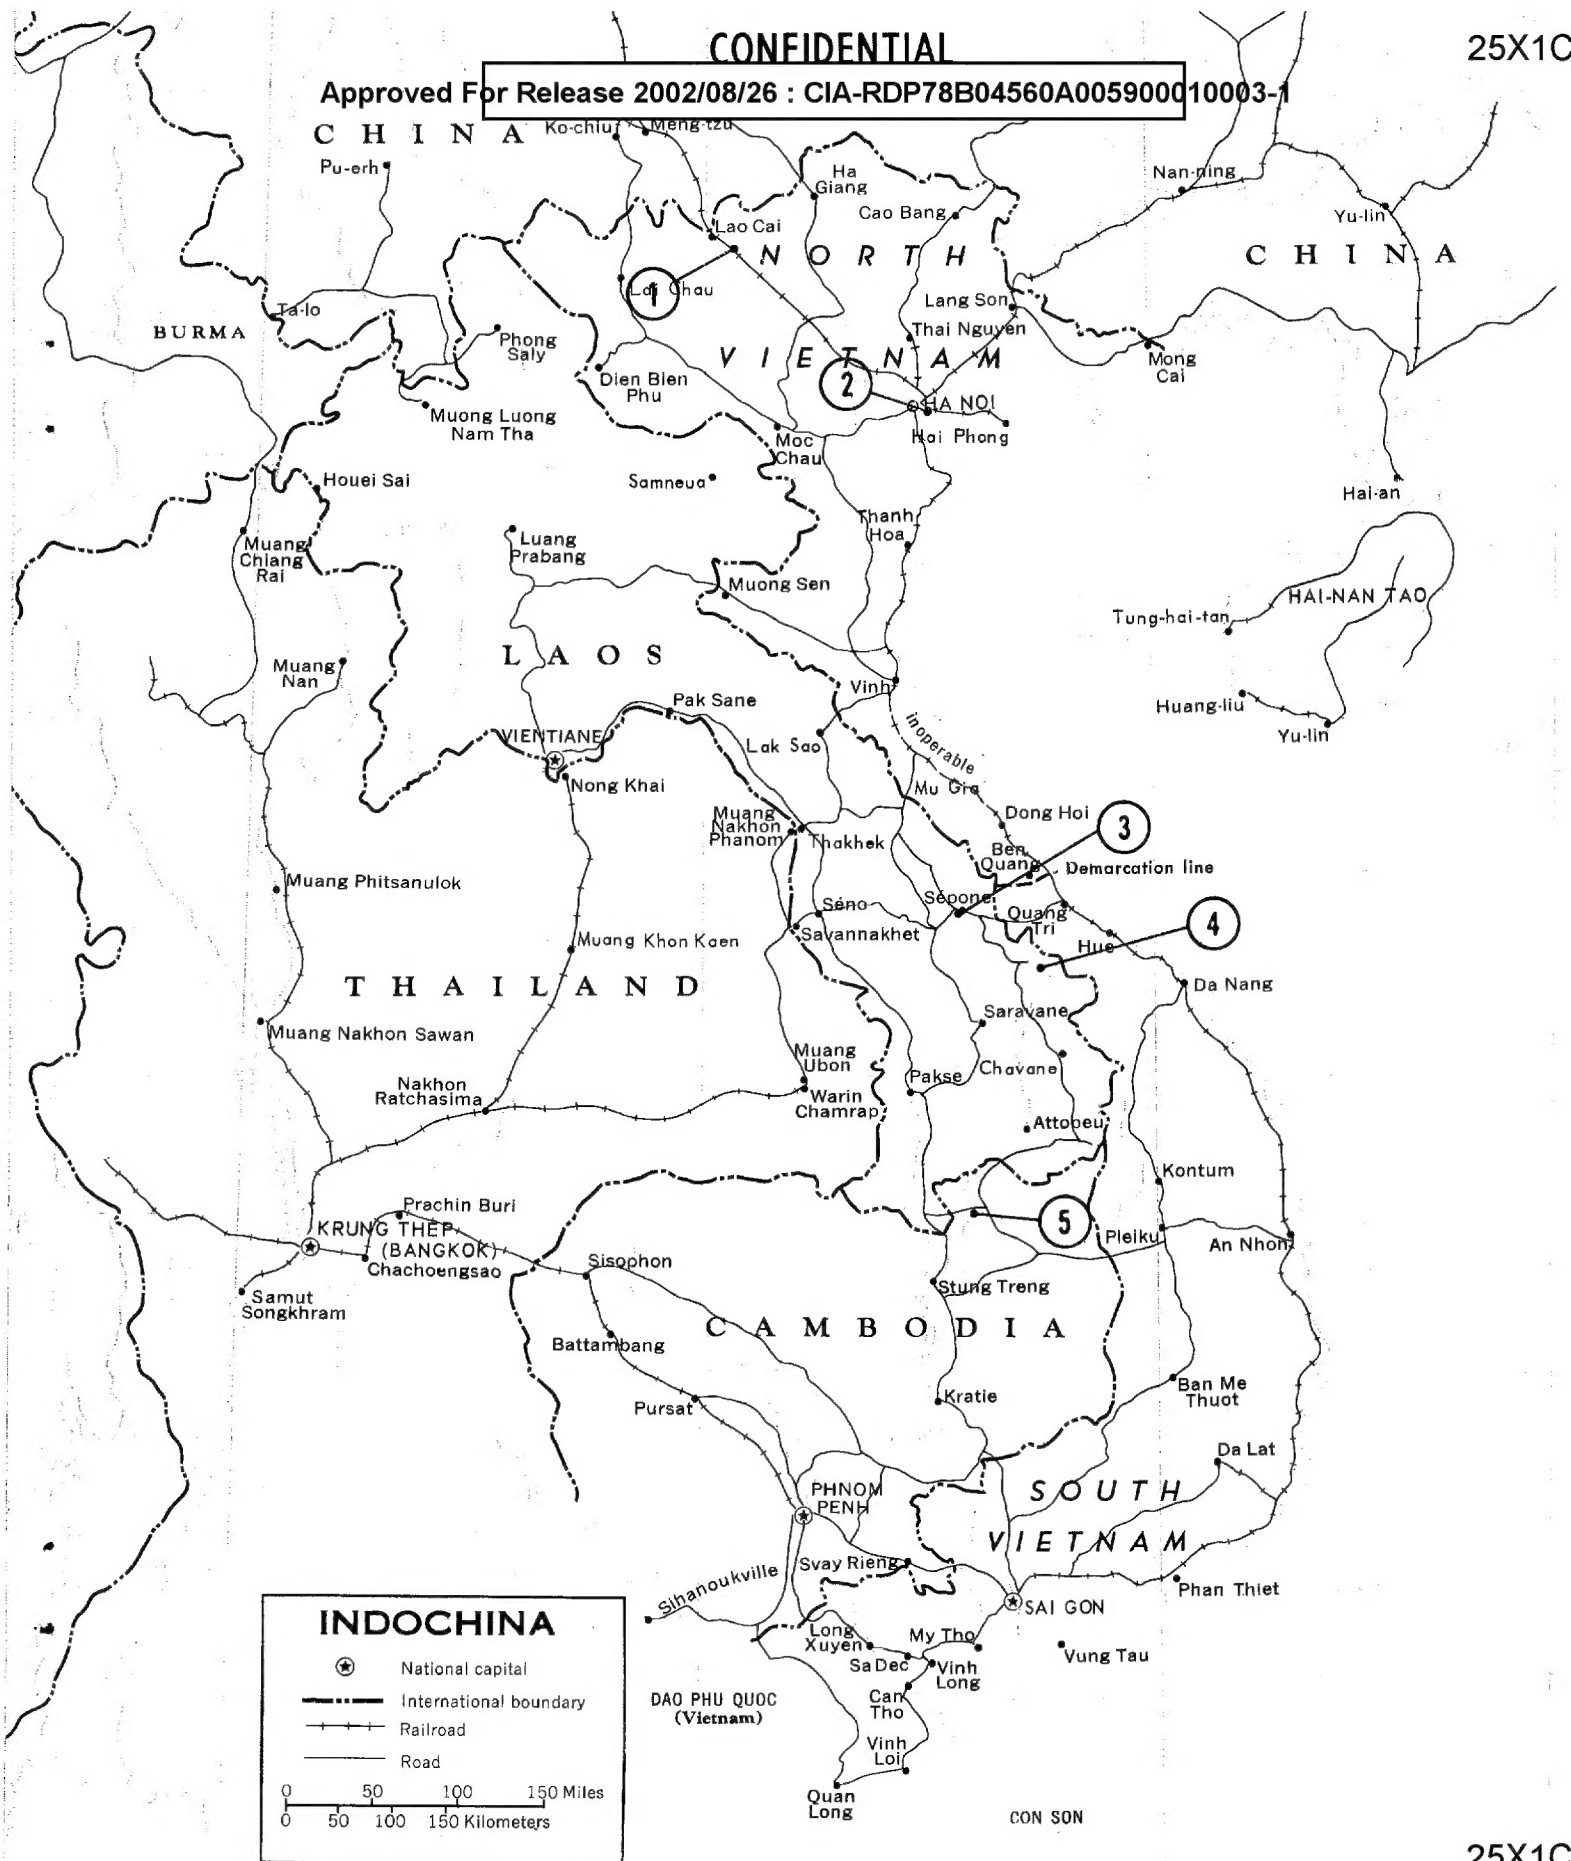 CONFIDENTIAL
25X1C
Approved For Release 2002/08/26 : CIA-RDP78B04560A005900010003-1
CHINA
Ko-chiu
Meng-tzu
Pu-erh
Ha
Giang
Cao Bang
Nan-ning
Yu-lin
Lao Cai
NORTH
CHINA
1
Lai Chau
Lang Son
Ta-lo
BURMA
Phong
Saly
Thai Nguyen
VIETNAM
Mong
Cai
Dien Bien
Phu
2
HA NOI
Muong Luong
Nam Tha
Moc
Chau
Hai Phong
Houei Sai
Samneua
Hai-an
Thanh
Hoa
Muang
Chiang
Rai
Luang
Prabang
Muong Sen
HAI-NAN TAO
Tung-hai-tan
LAOS
Muang
Nan
Vinh
Pak Sane
Huang-liu
Yu-lin
inoperable
VIENTIANE
Lak Sao
Nong Khai
Mu Gia
Muang
Nakhon
Phanom
Thakhek
Dong Hoi
3
Ben
Quang
Demarcation line
Muang Phitsanulok
Séno
Sépone
Quang
Tri
4
Savannakhet
Hue
Muang Khon Kaen
THAILAND
Da Nang
Saravane
Muang Nakhon Sawan
Muang
Ubon
Chavane
Nakhon
Ratchasima
Pakse
Warin
Chamrap
Attopeu
Kontum
Prachin Buri
5
KRUNG THEP
(BANGKOK)
Pleiku
An Nhon
Chachoengsao
Sisophon
Samut
Songkhram
Stung Treng
CAMBODIA
Battambang
Ban Me
Thuot
Pursat
Kratie
Da Lat
PHNOM
PENH
SOUTH
VIETNAM
Svay Rieng
Sihanoukville
Phan Thiet
SAI GON
Long
Xuyen
My Tho
Sa Dec
Vinh
Long
Vung Tau
Can
Tho
DAO PHU QUOC
(Vietnam)
Vinh
Loi
Quan
Long
CON SON
INDOCHINA
National capital
International boundary
Railroad
Road
0 50 100 150 Miles
0 50 100 150 Kilometers
25X1C